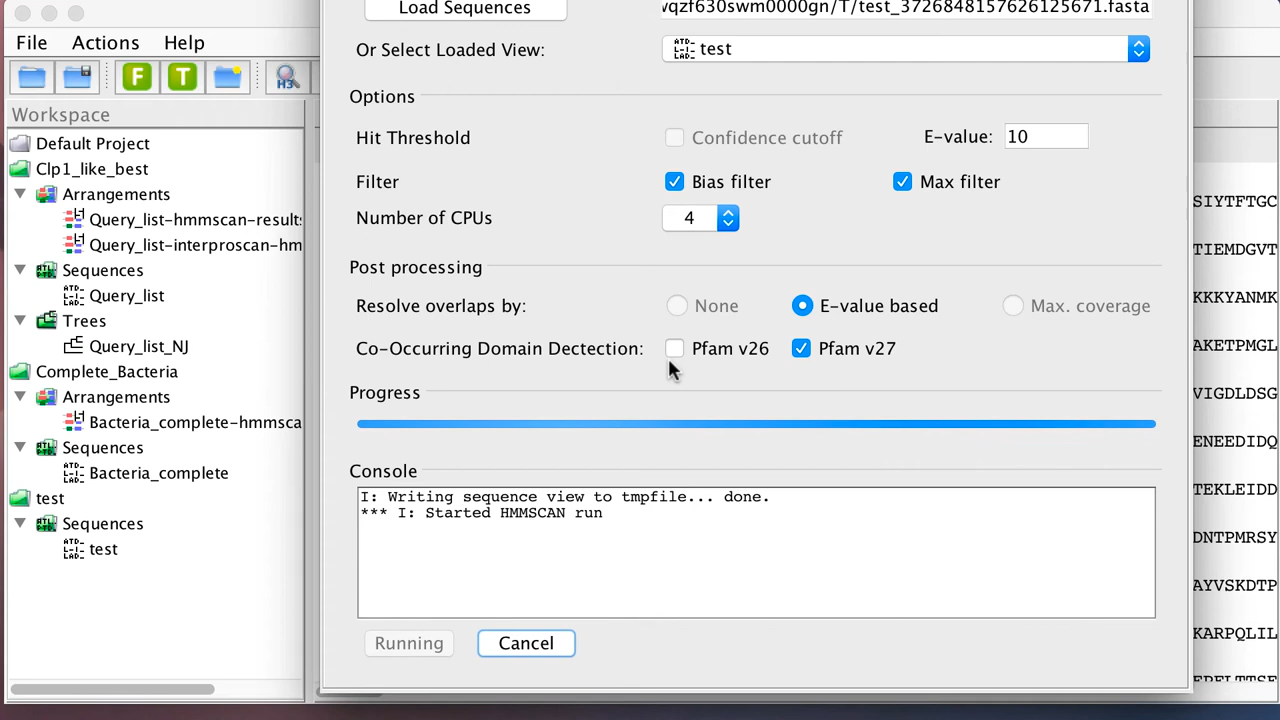 Load Sequences
vqzf630swm0000gn/T/test_3726848157626125671.fasta
File Actions Help
Or Select Loaded View:
test
F T H3
Workspace
Options
Default Project
Hit Threshold
Confidence cutoff
E-value: 10
Clp1_like_best
Filter
Bias filter
Max filter
Arrangements
Query_list-hmmscan-results
Number of CPUs
4
Query_list-interproscan-hm
Sequences
Post processing
Query_list
Resolve overlaps by:
None
E-value based
Max. coverage
Trees
Query_list_NJ
Co-Occurring Domain Dectection:
Pfam v26
Pfam v27
Complete_Bacteria
Progress
Arrangements
Bacteria_complete-hmmsca
Sequences
Bacteria_complete
Console
test
I: Writing sequence view to tmpfile... done.
*** I: Started HMMSCAN run
Sequences
test
Running
Cancel
SIYTFTGC
TIEMDGVT
KKKYANMK
AKETPMGL
VIGDLDSG
ENEEDIDQ
TEKLEIDD
DNTPMRSY
AYVSKDTP
KARPQLIL